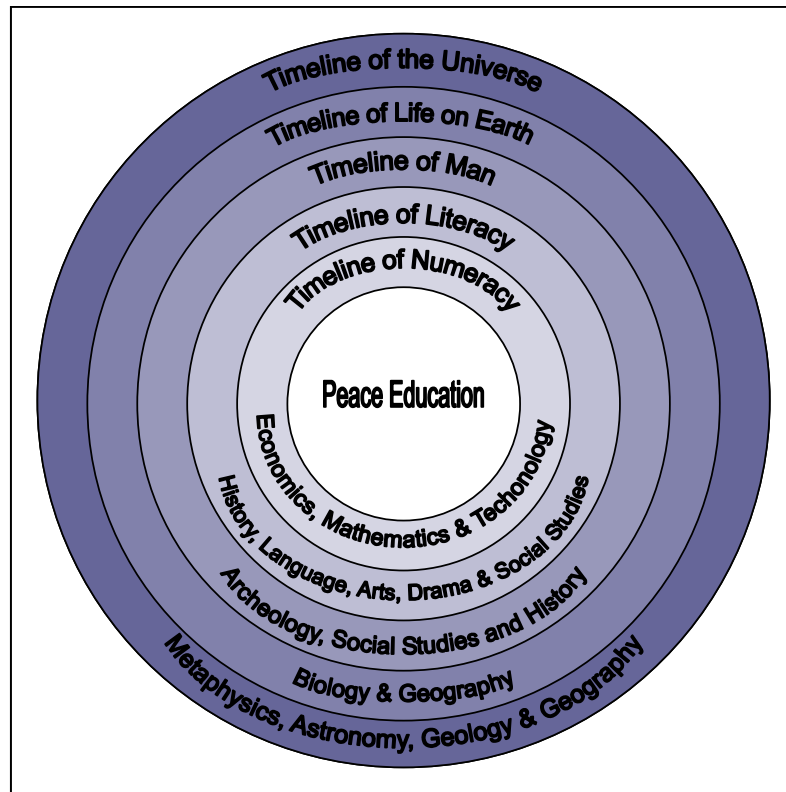 Timeline of the Universe
Timeline of Life on Earth
Timeline of Man
Timeline of Literacy
Timeline of Numeracy
Peace Education
Economics, Mathematics & Techonology
History, Language, Arts, Drama & Social Studies
Archeology, Social Studies and History
Biology & Geography
Metaphysics, Astronomy, Geology & Geography